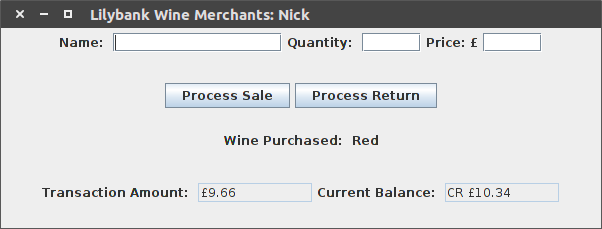 Lilybank Wine Merchants: Nick
Name: Quantity: Price: £
Process Sale Process Return
Wine Purchased: Red
Transaction Amount: £9.66 Current Balance: CR £10.34